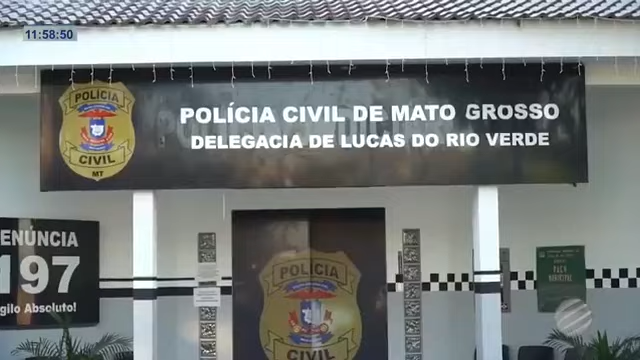 11:58:50
POLÍCIA
CIVIL
MT
POLÍCIA CIVIL DE MATO GROSSO
DELEGACIA DE LUCAS DO RIO VERDE
ENÚNCIA
197
gilo Absoluto!
POLÍCIA
CIVIL